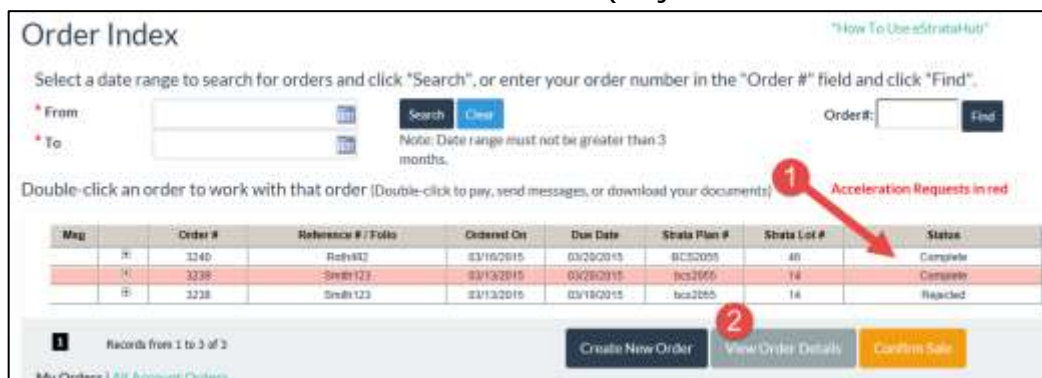 Order Index
"How To Use eStrataHub"
Select a date range to search for orders and click "Search", or enter your order number in the "Order #" field and click "Find".
* From Search Clear Order#: Find
* To Note: Date range must not be greater than 3
months.
Double-click an order to work with that order (Double-click to pay, send messages, or download your documents) 1 Acceleration Requests in red
Msg Order # Reference # / Folio Ordered On Due Date Strata Plan # Strata Lot # Status
3240 03/16/2015 03/20/2015 BCS2055 Complete
3239 Smith123 03/13/2015 03/20/2015 bcs2055 14 Complete
3238 Smith123 03/13/2015 03/19/2015 bcs2055 14 Rejected
2
1 Records from 1 to 3 of 3 Create New Order View Order Details Confirm Sale
My Orders | All Account Orders